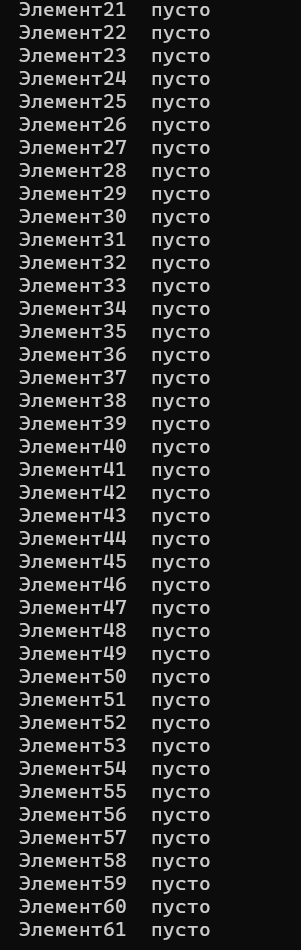 Элемент21  пусто
Элемент22  пусто
Элемент23  пусто
Элемент24  пусто
Элемент25  пусто
Элемент26  пусто
Элемент27  пусто
Элемент28  пусто
Элемент29  пусто
Элемент30  пусто
Элемент31  пусто
Элемент32  пусто
Элемент33  пусто
Элемент34  пусто
Элемент35  пусто
Элемент36  пусто
Элемент37  пусто
Элемент38  пусто
Элемент39  пусто
Элемент40  пусто
Элемент41  пусто
Элемент42  пусто
Элемент43  пусто
Элемент44  пусто
Элемент45  пусто
Элемент46  пусто
Элемент47  пусто
Элемент48  пусто
Элемент49  пусто
Элемент50  пусто
Элемент51  пусто
Элемент52  пусто
Элемент53  пусто
Элемент54  пусто
Элемент55  пусто
Элемент56  пусто
Элемент57  пусто
Элемент58  пусто
Элемент59  пусто
Элемент60  пусто
Элемент61  пусто